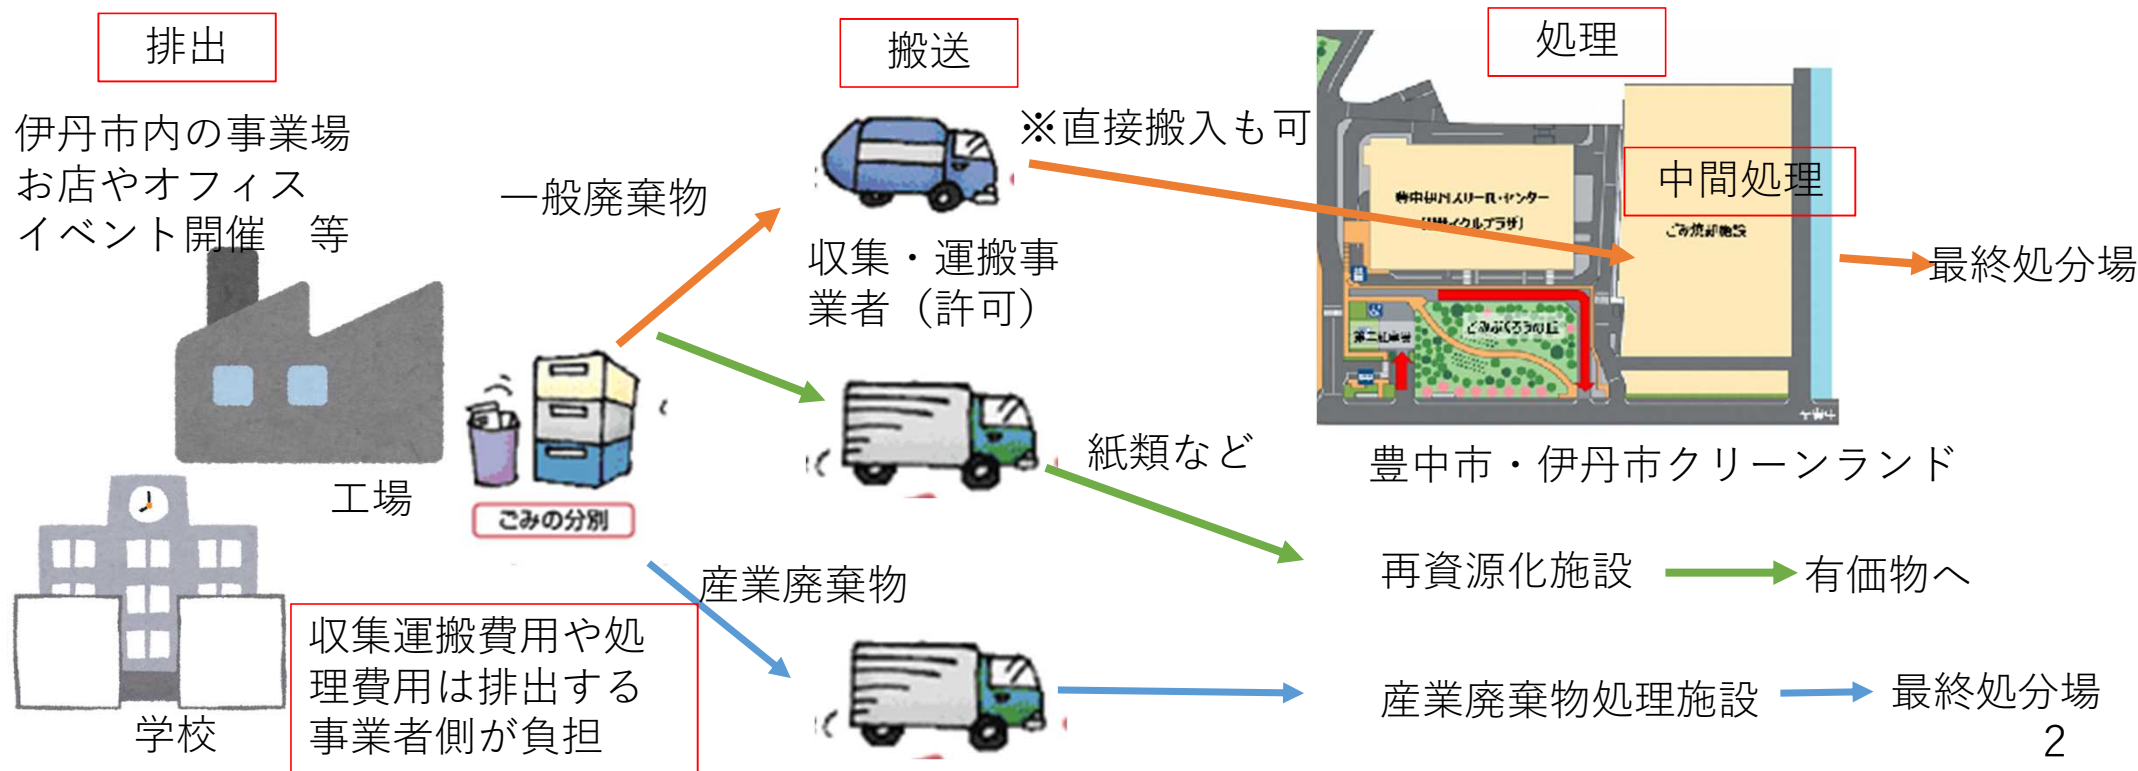 排出
伊丹市内の事業場
お店やオフィス
イベント開催　等
工場
学校
ごみの分別
収集運搬費用や処
理費用は排出する
事業者側が負担
一般廃棄物
産業廃棄物
搬送
※直接搬入も可
収集・運搬事
業者（許可）
紙類など
処理
中間処理
ごみ焼却施設
豊中市・伊丹市クリーンランド
最終処分場
再資源化施設
有価物へ
産業廃棄物処理施設
最終処分場
2